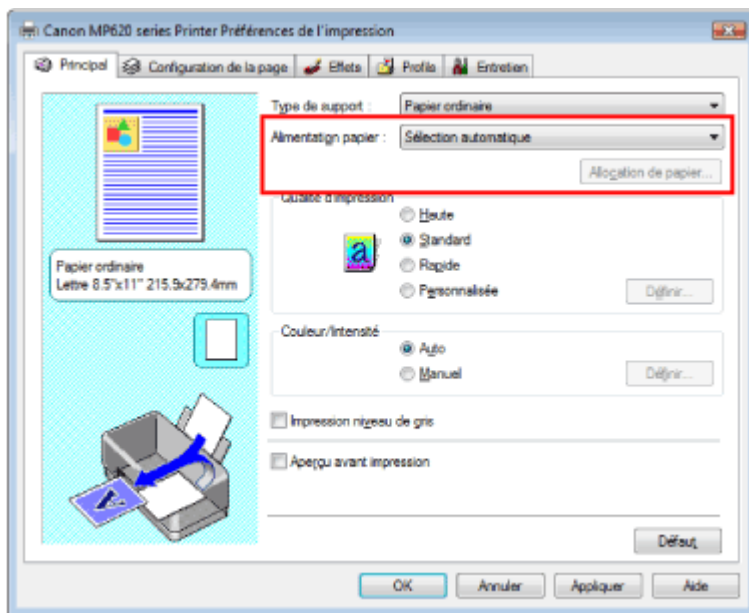 Canon MP620 series Printer Préférences de l'impression
Principal Configuration de la page Effets Profils Entretien
Type de support : Papier ordinaire
Alimentation papier : Sélection automatique
Allocation de papier...
Qualité d'impression
Haute
Standard
Rapide
Personnalisée Définir...
Papier ordinaire
Lettre 8.5"x11" 215.9x279.4mm
Couleur/Intensité
Auto
Manuel Définir...
Impression niveau de gris
Aperçu avant impression
Défaut
OK Annuler Appliquer Aide